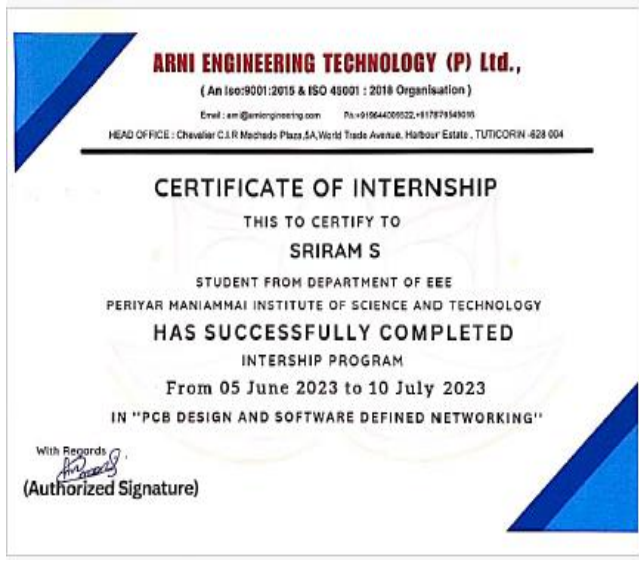 ARNI ENGINEERING TECHNOLOGY (P) Ltd.,
( An Iso:9001:2015 & ISO 45001 : 2018 Organisation )
Email : Ph:
HEAD OFFICE : Chevalier C.J.R Machado Plaza,5A,World Trade Avenue, Harbour Estate , TUTICORIN -628 004
CERTIFICATE OF INTERNSHIP
THIS TO CERTIFY TO
SRIRAM S
STUDENT FROM DEPARTMENT OF EEE
PERIYAR MANIAMMAI INSTITUTE OF SCIENCE AND TECHNOLOGY
HAS SUCCESSFULLY COMPLETED
INTERSHIP PROGRAM
From 05 June 2023 to 10 July 2023
IN "PCB DESIGN AND SOFTWARE DEFINED NETWORKING"
With Regards
(Authorized Signature)